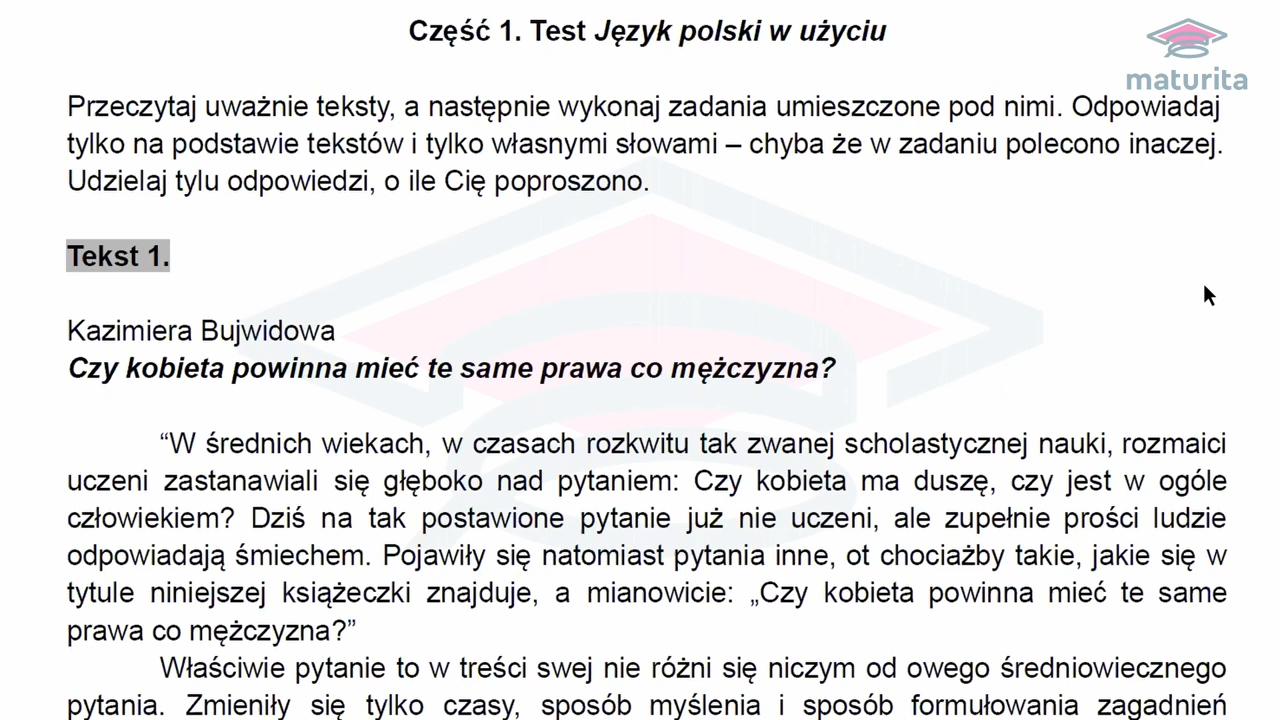 Część 1. Test Język polski w użyciu
maturita
Przeczytaj uważnie teksty, a następnie wykonaj zadania umieszczone pod nimi. Odpowiadaj
tylko na podstawie tekstów i tylko własnymi słowami – chyba że w zadaniu polecono inaczej.
Udzielaj tylu odpowiedzi, o ile Cię poproszono.
Tekst 1.
Kazimiera Bujwidowa
Czy kobieta powinna mieć te same prawa co mężczyzna?
“W średnich wiekach, w czasach rozkwitu tak zwanej scholastycznej nauki, rozmaici
uczeni zastanawiali się głęboko nad pytaniem: Czy kobieta ma duszę, czy jest w ogóle
człowiekiem? Dziś na tak postawione pytanie już nie uczeni, ale zupełnie prości ludzie
odpowiadają śmiechem. Pojawiły się natomiast pytania inne, ot chociażby takie, jakie się w
tytule niniejszej książeczki znajduje, a mianowicie: „Czy kobieta powinna mieć te same
prawa co mężczyzna?”
Właściwie pytanie to w treści swej nie różni się niczym od owego średniowiecznego
pytania. Zmieniły się tylko czasy, sposób myślenia i sposób formułowania zagadnień